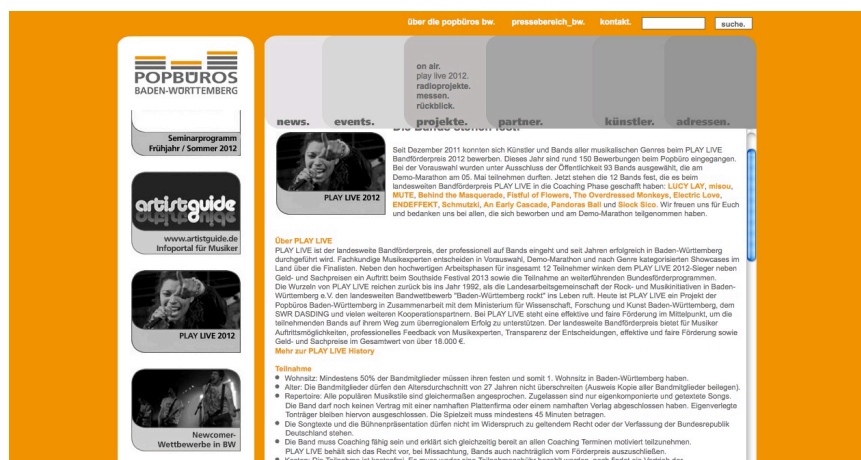 über die popbüros bw. pressebereich_bw. kontakt. suche.
POPBÜROS
BADEN-WÜRTTEMBERG
on air.
play live 2012.
radioprojekte.
messen.
rückblick.
news. events. projekte. partner. künstler. adressen.
Seminarprogramm
Frühjahr / Sommer 2012
artistguide
www.artistguide.de
Infoportal für Musiker
PLAY LIVE 2012
Newcomer-
Wettbewerbe in BW
PLAY LIVE 2012
Die Bands stehen fest!
Seit Dezember 2011 konnten sich Künstler und Bands aller musikalischen Genres beim PLAY LIVE
Bandförderpreis 2012 bewerben. Dieses Jahr sind rund 150 Bewerbungen beim Popbüro eingegangen.
Bei der Vorauswahl wurden unter Ausschluss der Öffentlichkeit 93 Bands ausgewählt, die am
Demo-Marathon am 05. Mai teilnehmen durften. Jetzt stehen die 12 Bands fest, die es beim
landesweiten Bandförderpreis PLAY LIVE in die Coaching Phase geschaft haben: LUCY LAY, misou,
MUTE, Behind the Masquerade, Fistful of Flowers, The Overdressed Monkeys, Electric Love,
ENDEFFEKT, Schmutzki, An Early Cascade, Pandoras Ball und Slock Sico. Wir freuen uns für Euch
und bedanken uns bei allen, die sich beworben und am Demo-Marathon teilgenommen haben.
Über PLAY LIVE
PLAY LIVE ist der landesweite Bandförderpreis, der professionell auf Bands eingeht und seit Jahren erfolgreich in Baden-Württemberg
durchgeführt wird. Fachkundige Musikexperten entscheiden in Vorauswahl, Demo-Marathon und nach Genre kategorisierten Showcases im
Land über die Finalisten. Neben den hochwertigen Arbeitsphasen für insgesamt 12 Teilnehmer winken dem PLAY LIVE 2012-Sieger neben
Geld- und Sachpreisen ein Auftritt beim Southside Festival 2013 sowie die Teilnahme an weiterführenden Bundesförderprogrammen.
Die Wurzeln von PLAY LIVE reichen zurück bis ins Jahr 1992, als die Landesarbeitsgemeinschaft der Rock- und Musikinitiativen in Baden-
Württemberg e.V. den landesweiten Bandwettbewerb "Baden-Württemberg rockt" ins Leben ruft. Heute ist PLAY LIVE ein Projekt der
Popbüros Baden-Württemberg in Zusammenarbeit mit dem Ministerium für Wissenschaft, Forschung und Kunst Baden-Württemberg, dem
SWR DASDING und vielen weiteren Kooperationspartnern. Bei PLAY LIVE steht eine effektive und faire Förderung im Mittelpunkt, um die
teilnehmenden Bands auf ihrem Weg zum überregionalem Erfolg zu unterstützen. Der landesweite Bandförderpreis bietet für Musiker
Auftrittsmöglichkeiten, professionelles Feedback von Musikexperten, Transparenz der Entscheidungen, effektive und faire Förderung sowie
Geld- und Sachpreise im Gesamtwert von über 18.000 €.
Mehr zur PLAY LIVE History
Teilnahme
Wohnsitz: Mindestens 50% der Bandmitglieder müssen ihren festen und somit 1. Wohnsitz in Baden-Württemberg haben.
Alter: Die Bandmitglieder dürfen den Altersdurchschnitt von 27 Jahren nicht überschreiten (Ausweis Kopie aller Bandmitglieder beilegen).
Repertoire: Alle populären Musikstile sind gleichermaßen angesprochen. Zugelassen sind nur eigenkomponierte und getextete Songs.
Die Band darf noch keinen Vertrag mit einer namhaften Plattenfirma oder einem namhaften Verlag abgeschlossen haben. Eigenverlegte
Tonträger bleiben hiervon ausgeschlossen. Die Spielzeit muss mindestens 45 Minuten betragen.
Die Songtexte und die Bühnenpräsentation dürfen nicht im Widerspruch zu geltendem Recht oder der Verfassung der Bundesrepublik
Deutschland stehen.
Die Band muss Coaching fähig sein und erklärt sich gleichzeitig bereit an allen Coaching Terminen motiviert teilzunehmen.
PLAY LIVE behält sich das Recht vor, bei Missachtung, Bands auch nachträglich vom Förderpreis auszuschließen.